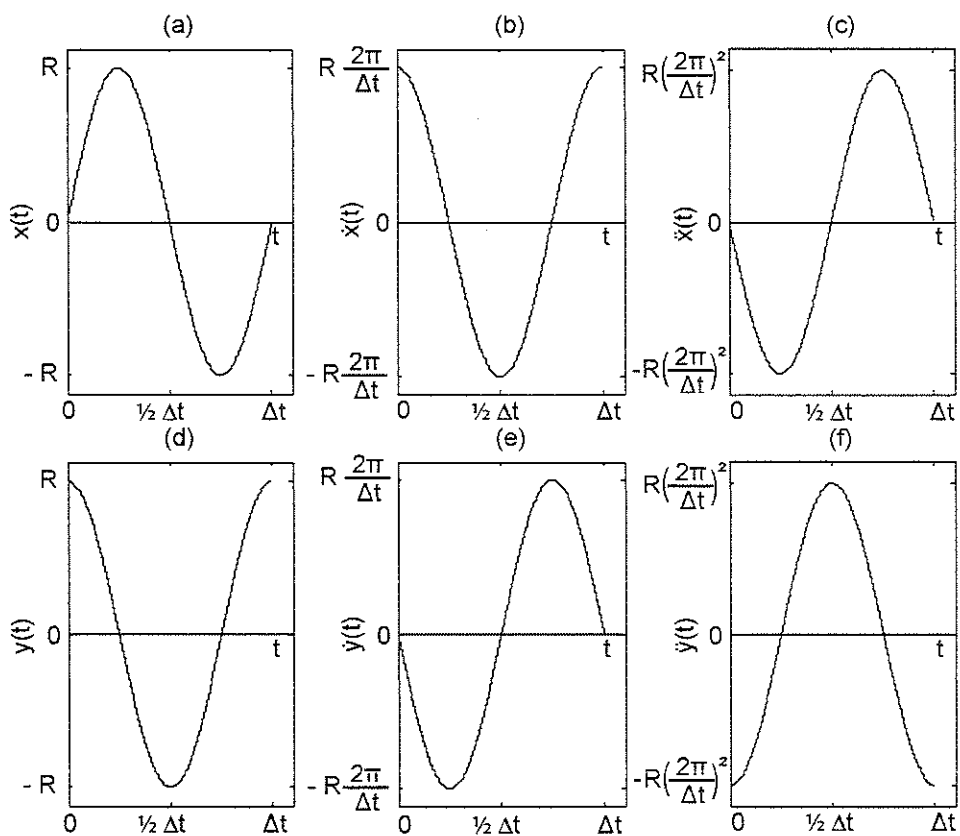 (a)
R
x(t)
0
t
- R
0 ½ Δt Δt
(b)
R 2π/Δt
ẋ(t)
0
t
- R 2π/Δt
0 ½ Δt Δt
(c)
R(2π/Δt)²
ẍ(t)
0
t
-R(2π/Δt)²
0 ½ Δt Δt
(d)
R
y(t)
0
t
- R
0 ½ Δt Δt
(e)
R 2π/Δt
ẏ(t)
0
t
- R 2π/Δt
0 ½ Δt Δt
(f)
R(2π/Δt)²
ÿ(t)
0
t
-R(2π/Δt)²
0 ½ Δt Δt